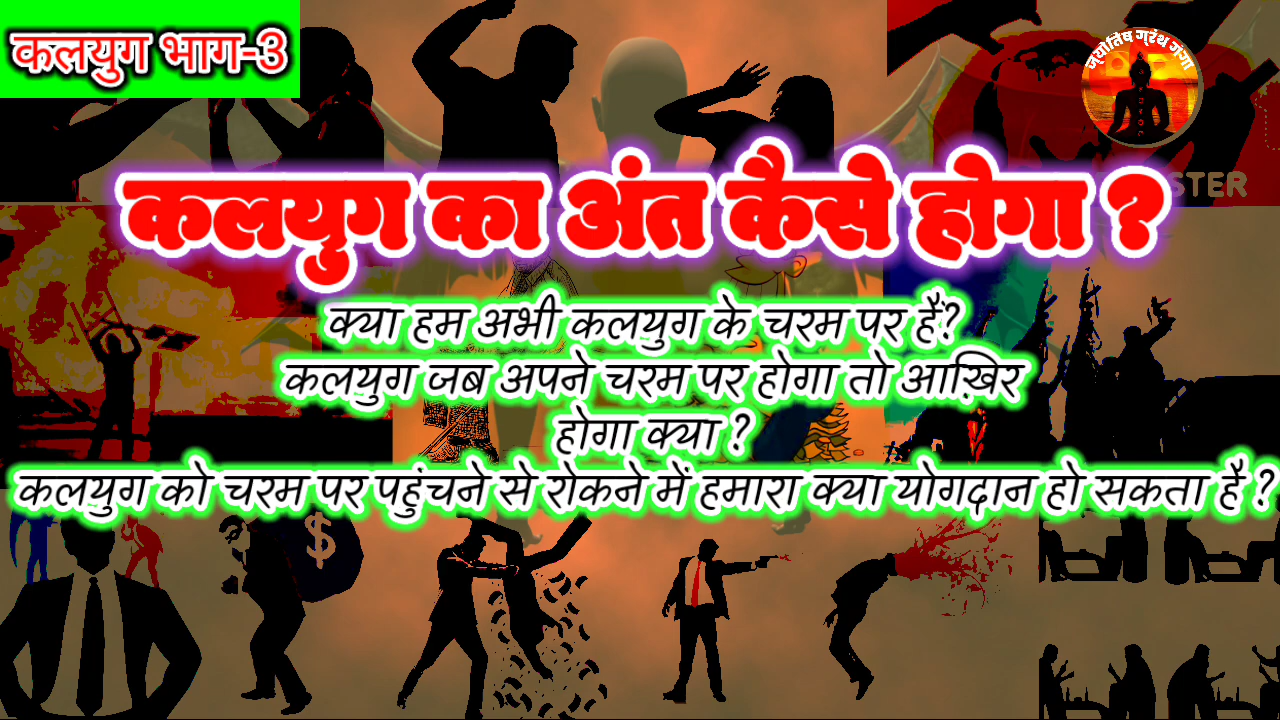 कलयुग भाग-3
ज्योतिष ग्रंथ गंगा
STER
कलयुग का अंत कैसे होगा ?
क्या हम अभी कलयुग के चरम पर हैं?
कलयुग जब अपने चरम पर होगा तो आख़िर
होगा क्या ?
कलयुग को चरम पर पहुंचने से रोकने में हमारा क्या योगदान हो सकता है ?
$